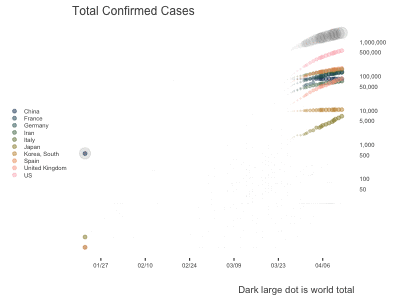 Total Confirmed Cases
1,000,000
500,000
100,000
50,000
10,000
5,000
1,000
500
100
50
China
France
Germany
Iran
Italy
Japan
Korea, South
Spain
United Kingdom
US
01/27
02/10
02/24
03/09
03/23
04/06
Dark large dot is world total